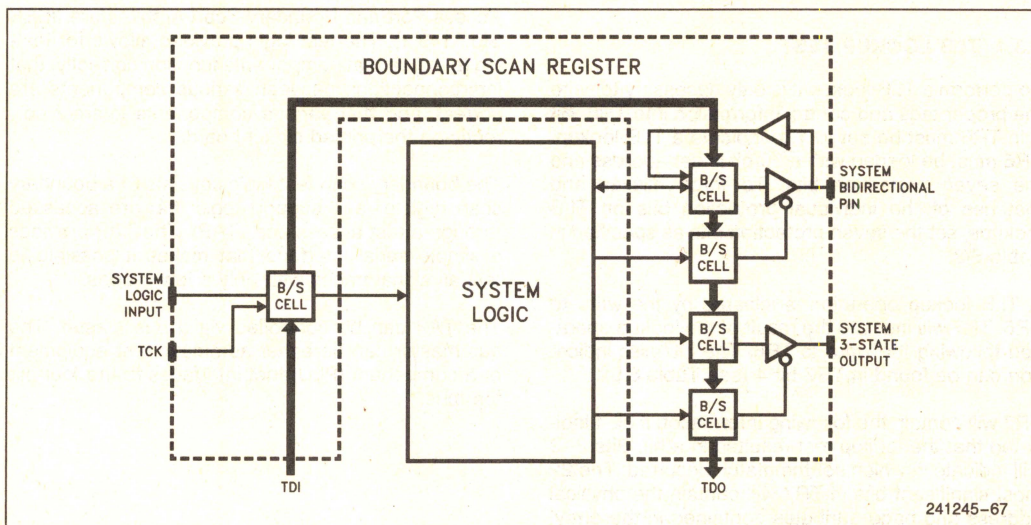 BOUNDARY SCAN REGISTER
B/S
CELL
SYSTEM
BIDIRECTIONAL
PIN
B/S
CELL
SYSTEM
LOGIC
INPUT
TCK
B/S
CELL
SYSTEM
LOGIC
B/S
CELL
SYSTEM
3-STATE
OUTPUT
B/S
CELL
TDI
TDO
241245-67